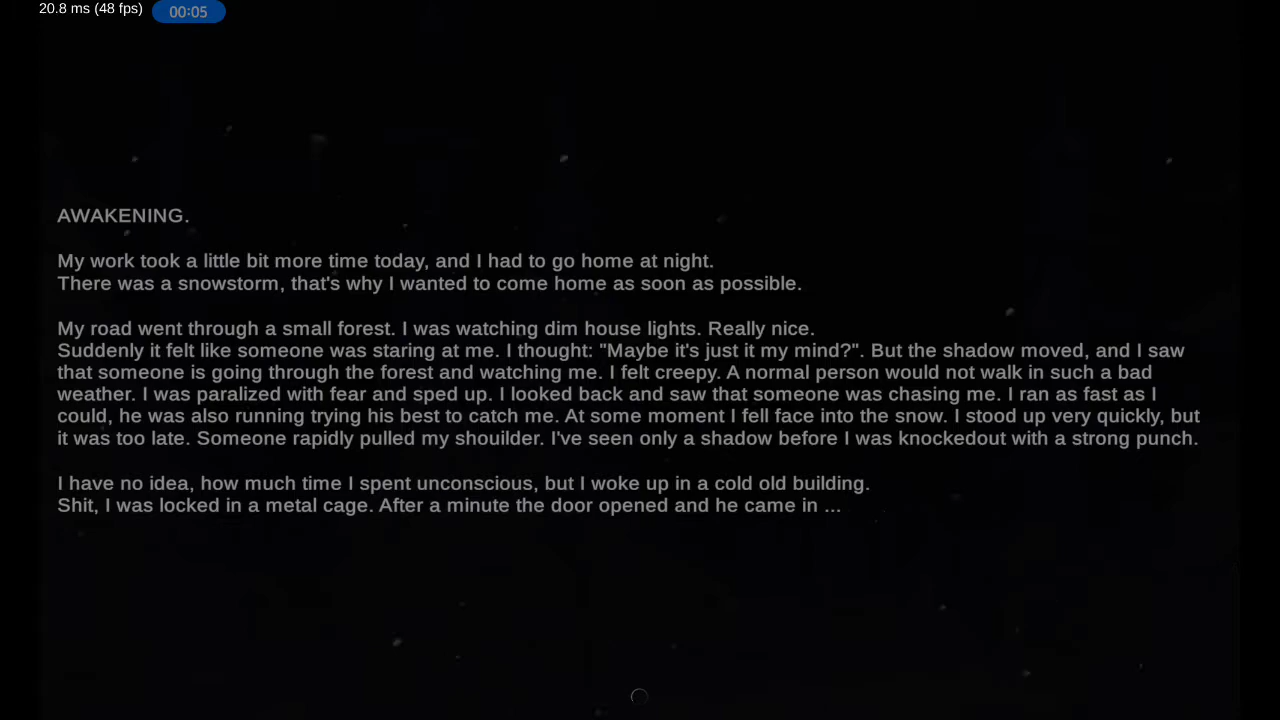 20.8 ms (48 fps)
00:05
AWAKENING.
My work took a little bit more time today, and I had to go home at night.
There was a snowstorm, that's why I wanted to come home as soon as possible.
My road went through a small forest. I was watching dim house lights. Really nice.
Suddenly it felt like someone was staring at me. I thought: "Maybe it's just it my mind?". But the shadow moved, and I saw
that someone is going through the forest and watching me. I felt creepy. A normal person would not walk in such a bad
weather. I was paralized with fear and sped up. I looked back and saw that someone was chasing me. I ran as fast as I
could, he was also running trying his best to catch me. At some moment I fell face into the snow. I stood up very quickly, but
it was too late. Someone rapidly pulled my shouilder. I've seen only a shadow before I was knockedout with a strong punch.
I have no idea, how much time I spent unconscious, but I woke up in a cold old building.
Shit, I was locked in a metal cage. After a minute the door opened and he came in ...